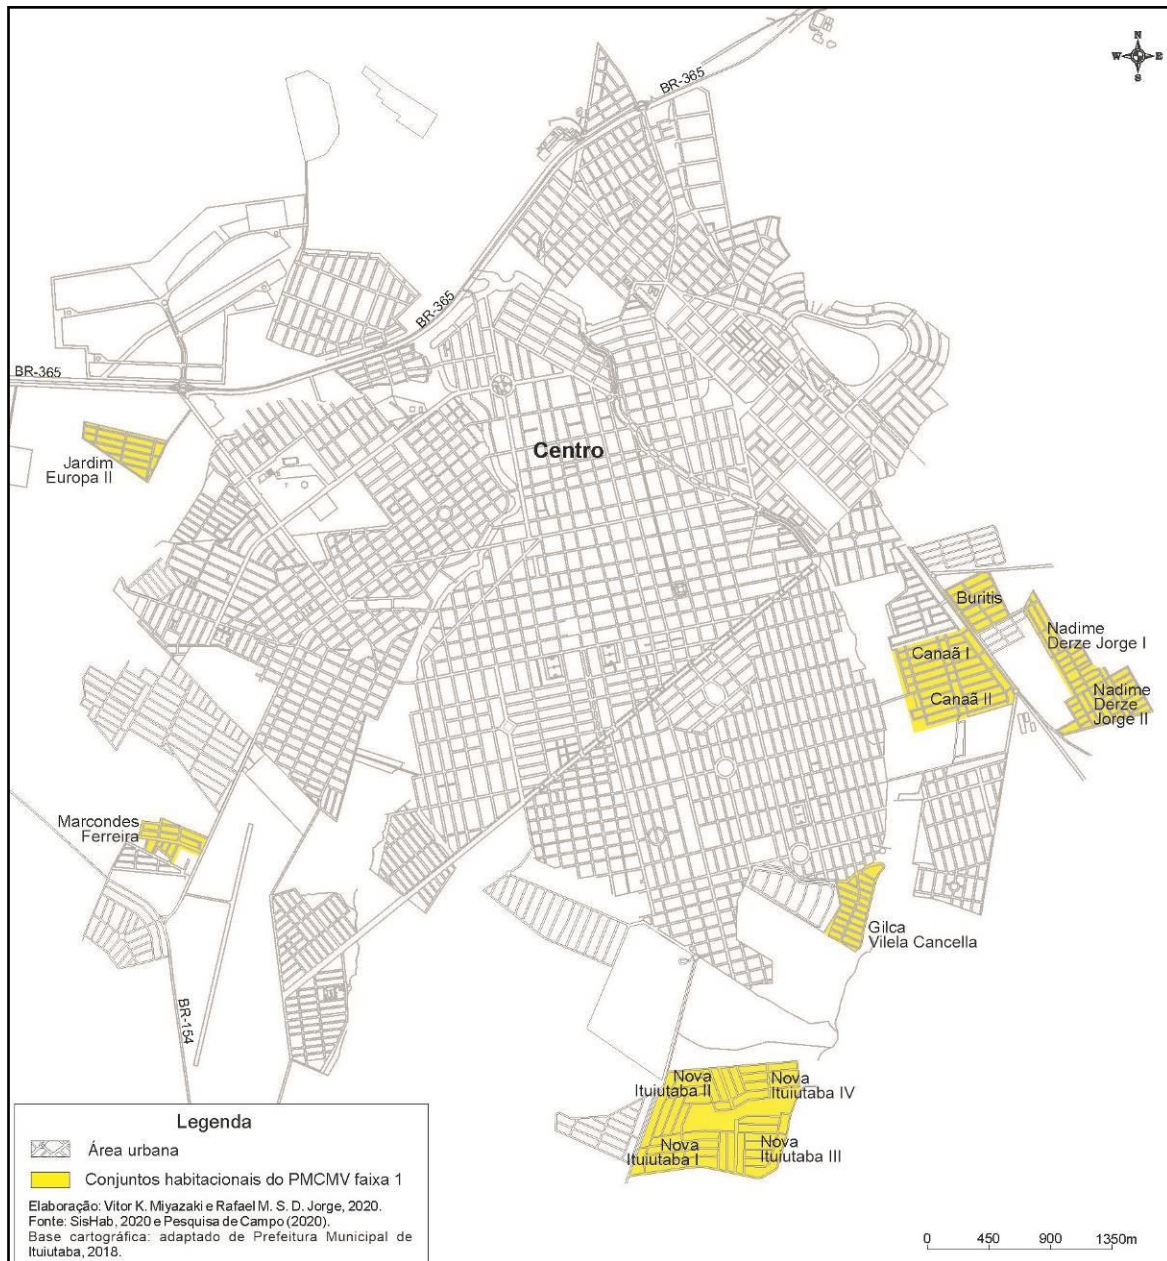 N
W E
S
BR-365
BR-365
BR-365
Centro
Jardim
Europa II
Buritis
Nadime
Derze Jorge I
Canaã I
Canaã II
Nadime
Derze
Jorge II
Marcondes
Ferreira
Gilca
Vilela Cancella
BR-154
Nova
Ituiutaba II
Nova
Ituiutaba IV
Nova
Ituiutaba I
Nova
Ituiutaba III
Legenda
Área urbana
Conjuntos habitacionais do PMCMV faixa 1
Elaboração: Vitor K. Miyazaki e Rafael M. S. D. Jorge, 2020.
Fonte: SisHab, 2020 e Pesquisa de Campo (2020).
Base cartográfica: adaptado de Prefeitura Municipal de
Ituiutaba, 2018.
0 450 900 1350m